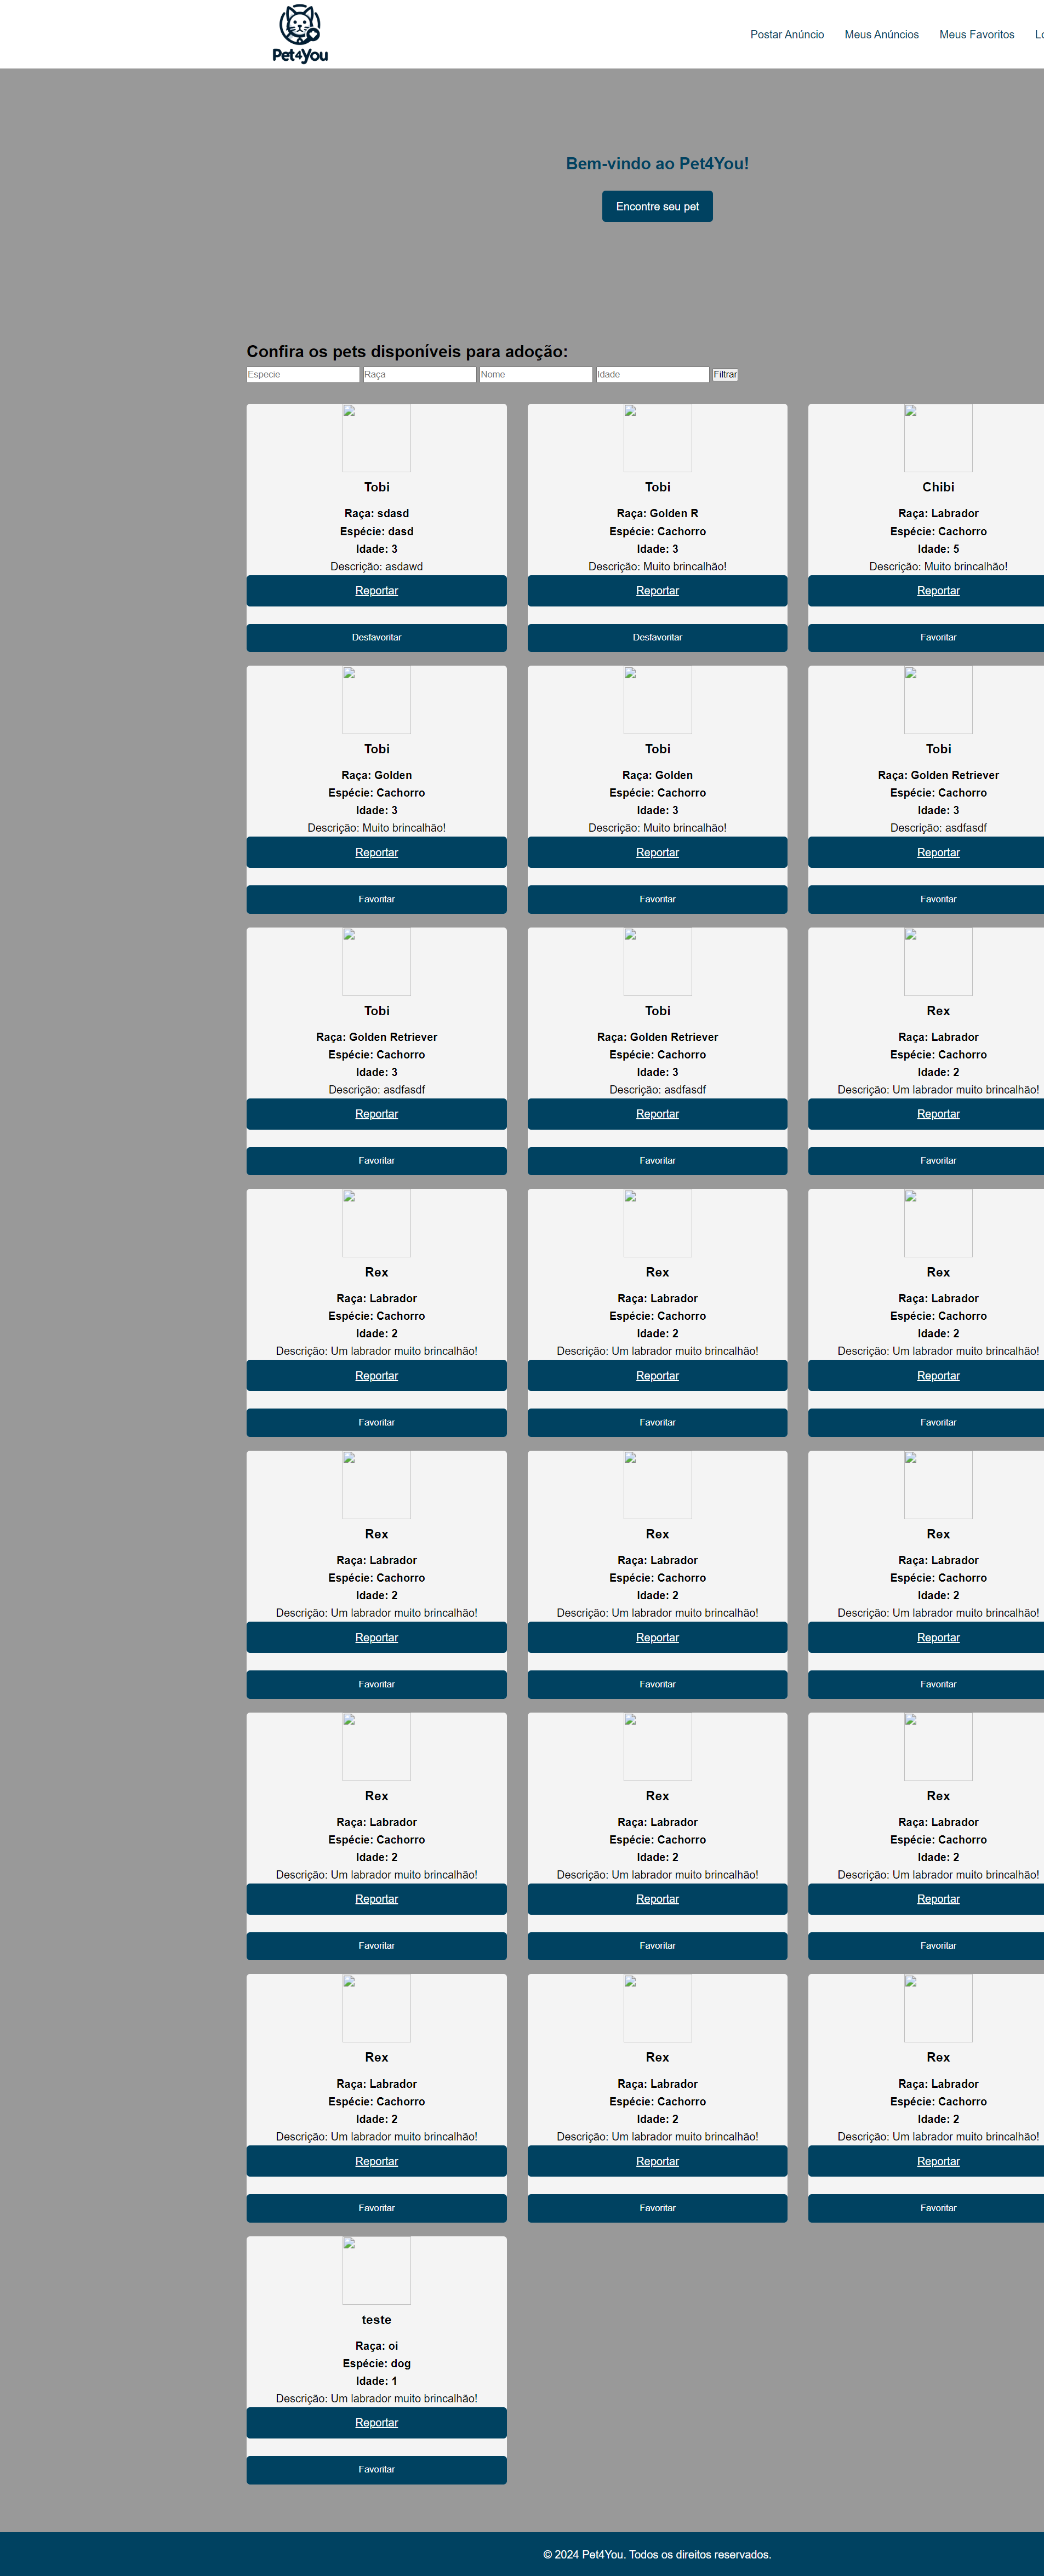 Pet4You
Postar Anúncio Meus Anúncios Meus Favoritos
Bem-vindo ao Pet4You!
Encontre seu pet
Confira os pets disponíveis para adoção:
Especie Raça Nome Idade Filtrar
Tobi Tobi Chibi
Raça: sdasd Raça: Golden R Raça: Labrador
Espécie: dasd Espécie: Cachorro Espécie: Cachorro
Idade: 3 Idade: 3 Idade: 5
Descrição: asdawd Descrição: Muito brincalhão! Descrição: Muito brincalhão!
Reportar Reportar Reportar
Desfavoritar Desfavoritar Favoritar
Tobi Tobi Tobi
Raça: Golden Raça: Golden Raça: Golden Retriever
Espécie: Cachorro Espécie: Cachorro Espécie: Cachorro
Idade: 3 Idade: 3 Idade: 3
Descrição: Muito brincalhão! Descrição: Muito brincalhão! Descrição: asdfasdf
Reportar Reportar Reportar
Favoritar Favoritar Favoritar
Tobi Tobi Rex
Raça: Golden Retriever Raça: Golden Retriever Raça: Labrador
Espécie: Cachorro Espécie: Cachorro Espécie: Cachorro
Idade: 3 Idade: 3 Idade: 2
Descrição: asdfasdf Descrição: asdfasdf Descrição: Um labrador muito brincalhão!
Reportar Reportar Reportar
Favoritar Favoritar Favoritar
Rex Rex Rex
Raça: Labrador Raça: Labrador Raça: Labrador
Espécie: Cachorro Espécie: Cachorro Espécie: Cachorro
Idade: 2 Idade: 2 Idade: 2
Descrição: Um labrador muito brincalhão! Descrição: Um labrador muito brincalhão! Descrição: Um labrador muito brincalhão!
Reportar Reportar Reportar
Favoritar Favoritar Favoritar
Rex Rex Rex
Raça: Labrador Raça: Labrador Raça: Labrador
Espécie: Cachorro Espécie: Cachorro Espécie: Cachorro
Idade: 2 Idade: 2 Idade: 2
Descrição: Um labrador muito brincalhão! Descrição: Um labrador muito brincalhão! Descrição: Um labrador muito brincalhão!
Reportar Reportar Reportar
Favoritar Favoritar Favoritar
Rex Rex Rex
Raça: Labrador Raça: Labrador Raça: Labrador
Espécie: Cachorro Espécie: Cachorro Espécie: Cachorro
Idade: 2 Idade: 2 Idade: 2
Descrição: Um labrador muito brincalhão! Descrição: Um labrador muito brincalhão! Descrição: Um labrador muito brincalhão!
Reportar Reportar Reportar
Favoritar Favoritar Favoritar
Rex Rex Rex
Raça: Labrador Raça: Labrador Raça: Labrador
Espécie: Cachorro Espécie: Cachorro Espécie: Cachorro
Idade: 2 Idade: 2 Idade: 2
Descrição: Um labrador muito brincalhão! Descrição: Um labrador muito brincalhão! Descrição: Um labrador muito brincalhão!
Reportar Reportar Reportar
Favoritar Favoritar Favoritar
teste
Raça: oi
Espécie: dog
Idade: 1
Descrição: Um labrador muito brincalhão!
Reportar
Favoritar
© 2024 Pet4You. Todos os direitos reservados.